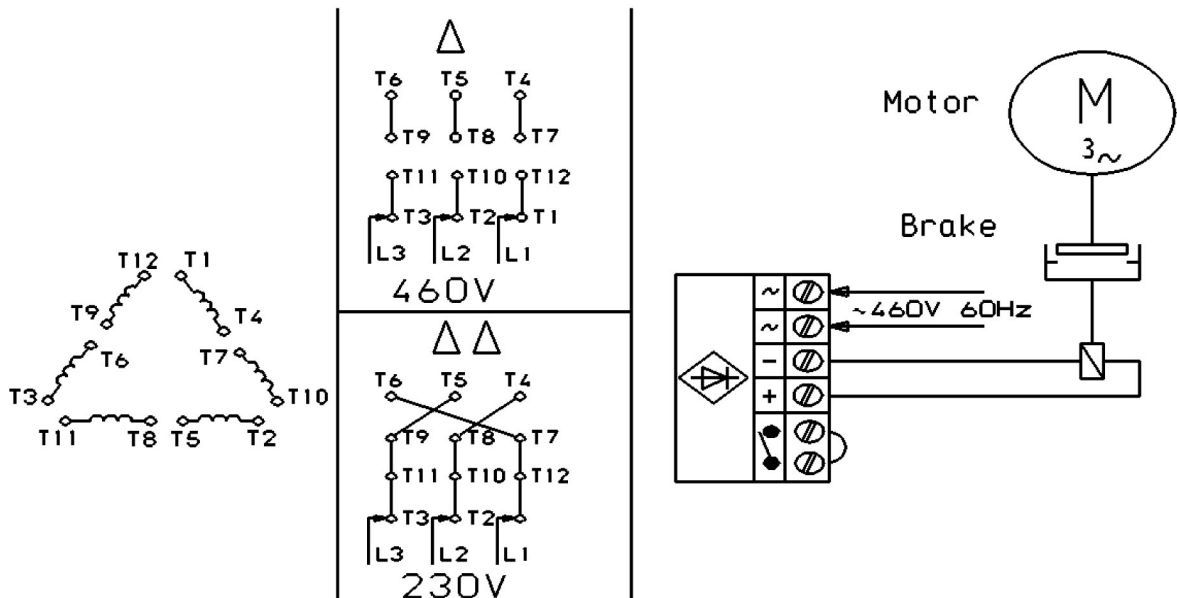 Δ
T6 T5 T4
T9 T8 T7
T11 T10 T12
T3 T2 T1
L3 L2 L1
460V
Δ Δ
T6 T5 T4
T9 T8 T7
T11 T10 T12
T3 T2 T1
L3 L2 L1
230V
T12 T1
T9 T4
T6 T7
T3 T10
T11 T8 T5 T2
Motor
M
3~
Brake
~
~460V 60Hz
~
-
+